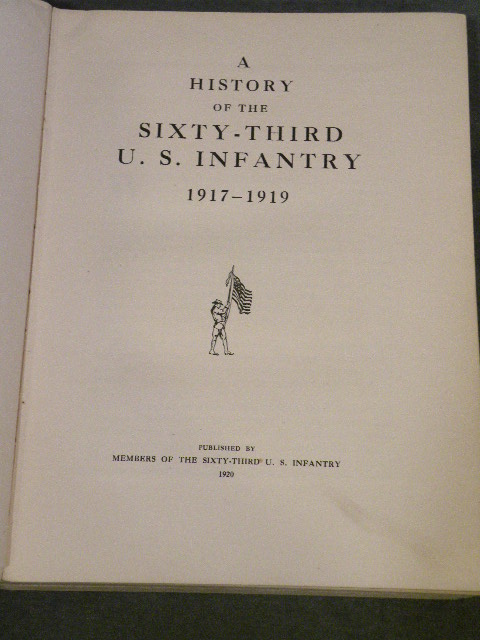 A
HISTORY
OF THE
SIXTY-THIRD
U. S. INFANTRY
1917–1919
PUBLISHED BY
MEMBERS OF THE SIXTY-THIRD U. S. INFANTRY
1920